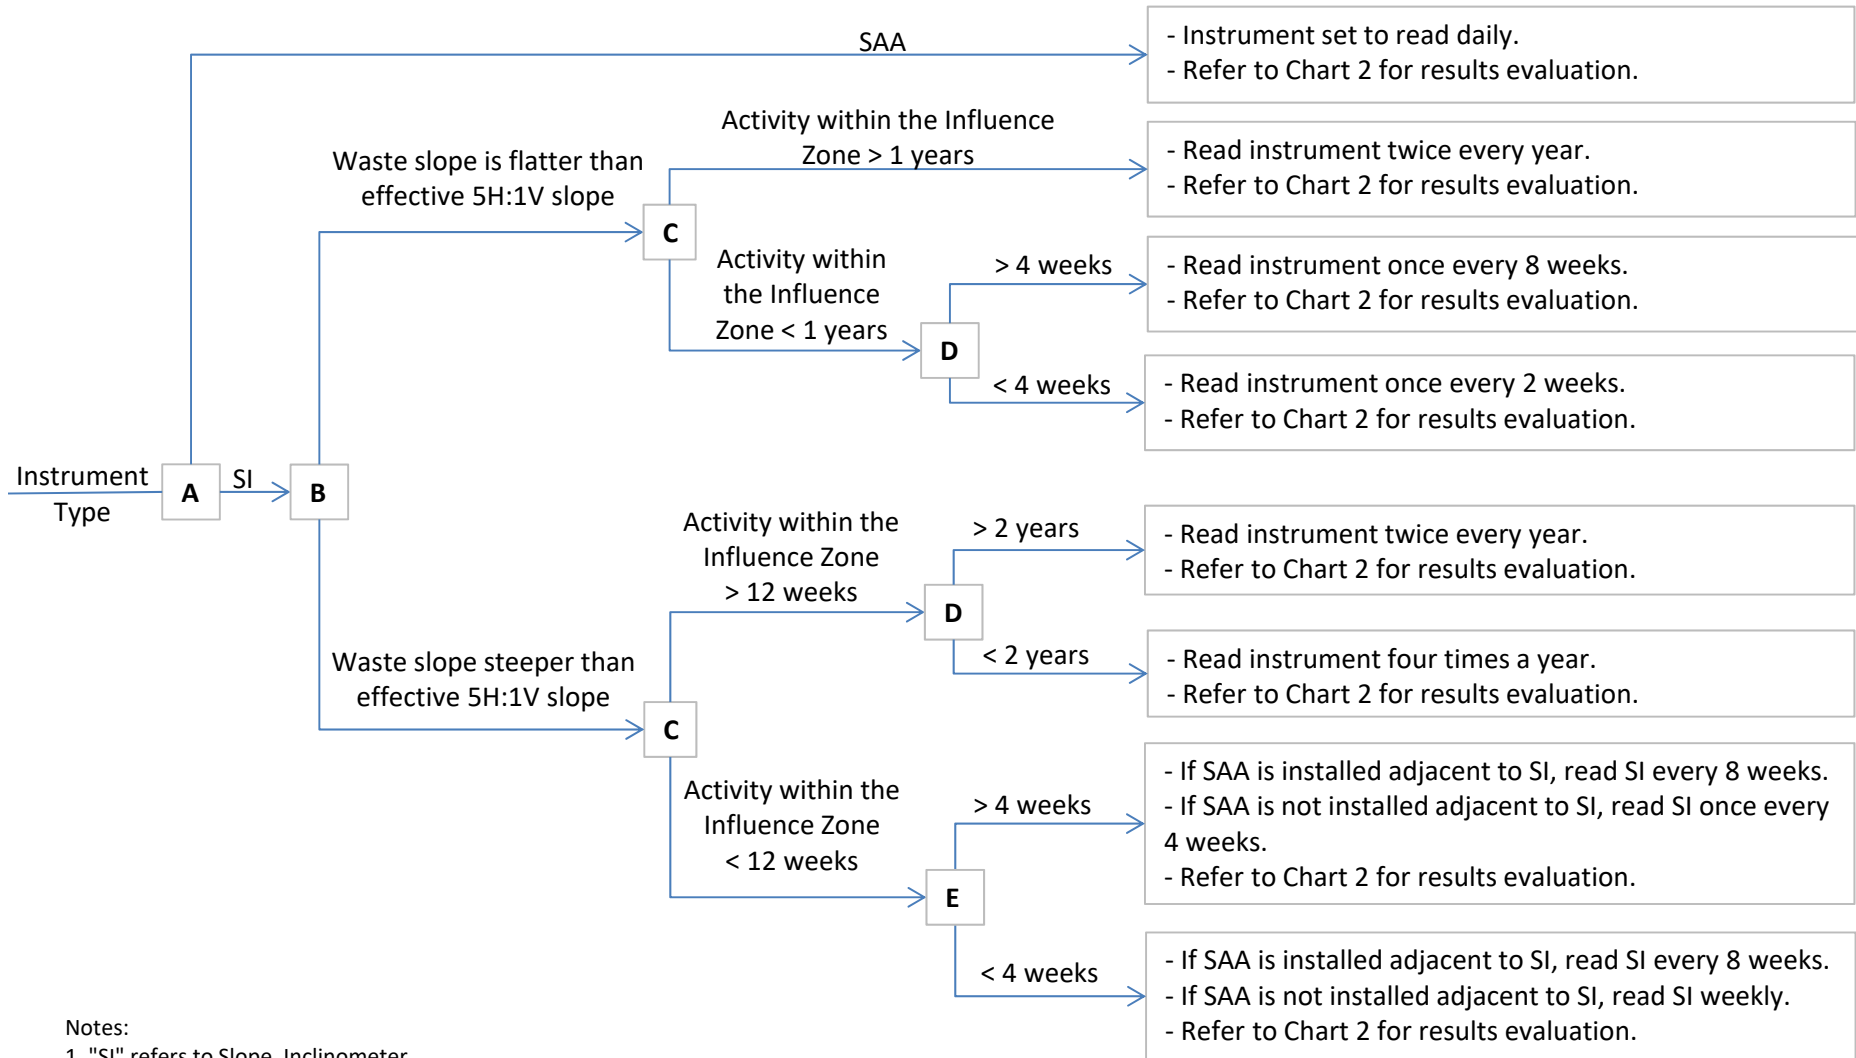 SAA
- Instrument set to read daily.
- Refer to Chart 2 for results evaluation.
Activity within the Influence
Zone > 1 years
- Read instrument twice every year.
- Refer to Chart 2 for results evaluation.
Waste slope is flatter than
effective 5H:1V slope
C
Activity within
the Influence
Zone < 1 years
> 4 weeks
- Read instrument once every 8 weeks.
- Refer to Chart 2 for results evaluation.
D
< 4 weeks
- Read instrument once every 2 weeks.
- Refer to Chart 2 for results evaluation.
Instrument
Type
A
SI
B
Activity within the
Influence Zone
> 12 weeks
> 2 years
- Read instrument twice every year.
- Refer to Chart 2 for results evaluation.
D
< 2 years
- Read instrument four times a year.
- Refer to Chart 2 for results evaluation.
Waste slope steeper than
effective 5H:1V slope
C
Activity within the
Influence Zone
< 12 weeks
> 4 weeks
- If SAA is installed adjacent to SI, read SI every 8 weeks.
- If SAA is not installed adjacent to SI, read SI once every
4 weeks.
- Refer to Chart 2 for results evaluation.
E
< 4 weeks
- If SAA is installed adjacent to SI, read SI every 8 weeks.
- If SAA is not installed adjacent to SI, read SI weekly.
- Refer to Chart 2 for results evaluation.
Notes:
1. "SI" refers to Slope Inclinometer